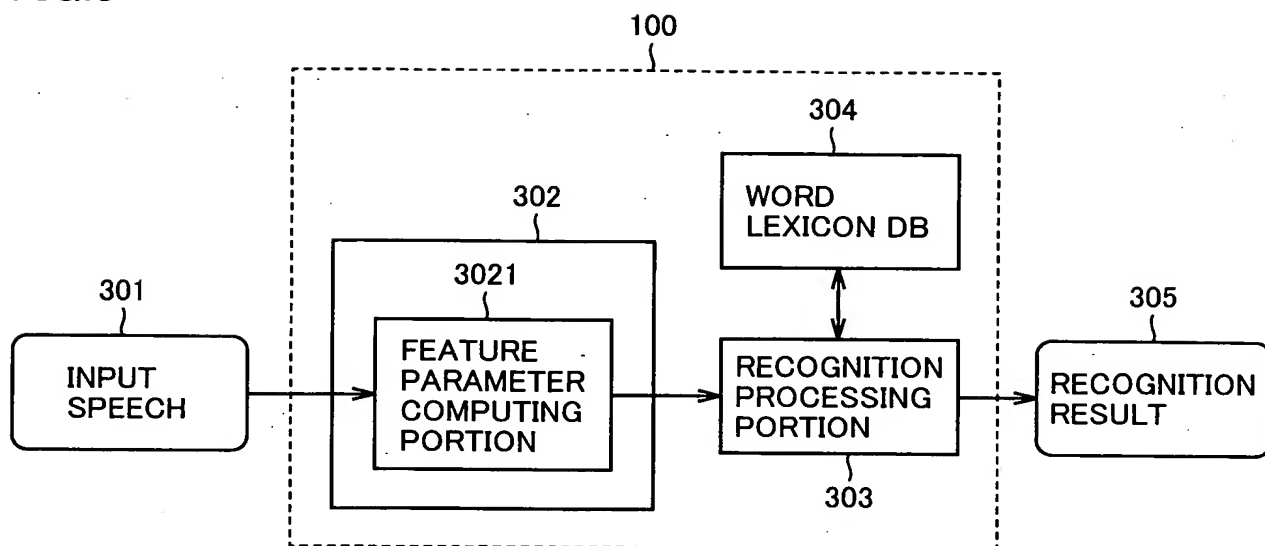 100
304
WORD
LEXICON DB
302
3021
301
305
INPUT
SPEECH
FEATURE
PARAMETER
COMPUTING
PORTION
RECOGNITION
PROCESSING
PORTION
RECOGNITION
RESULT
303